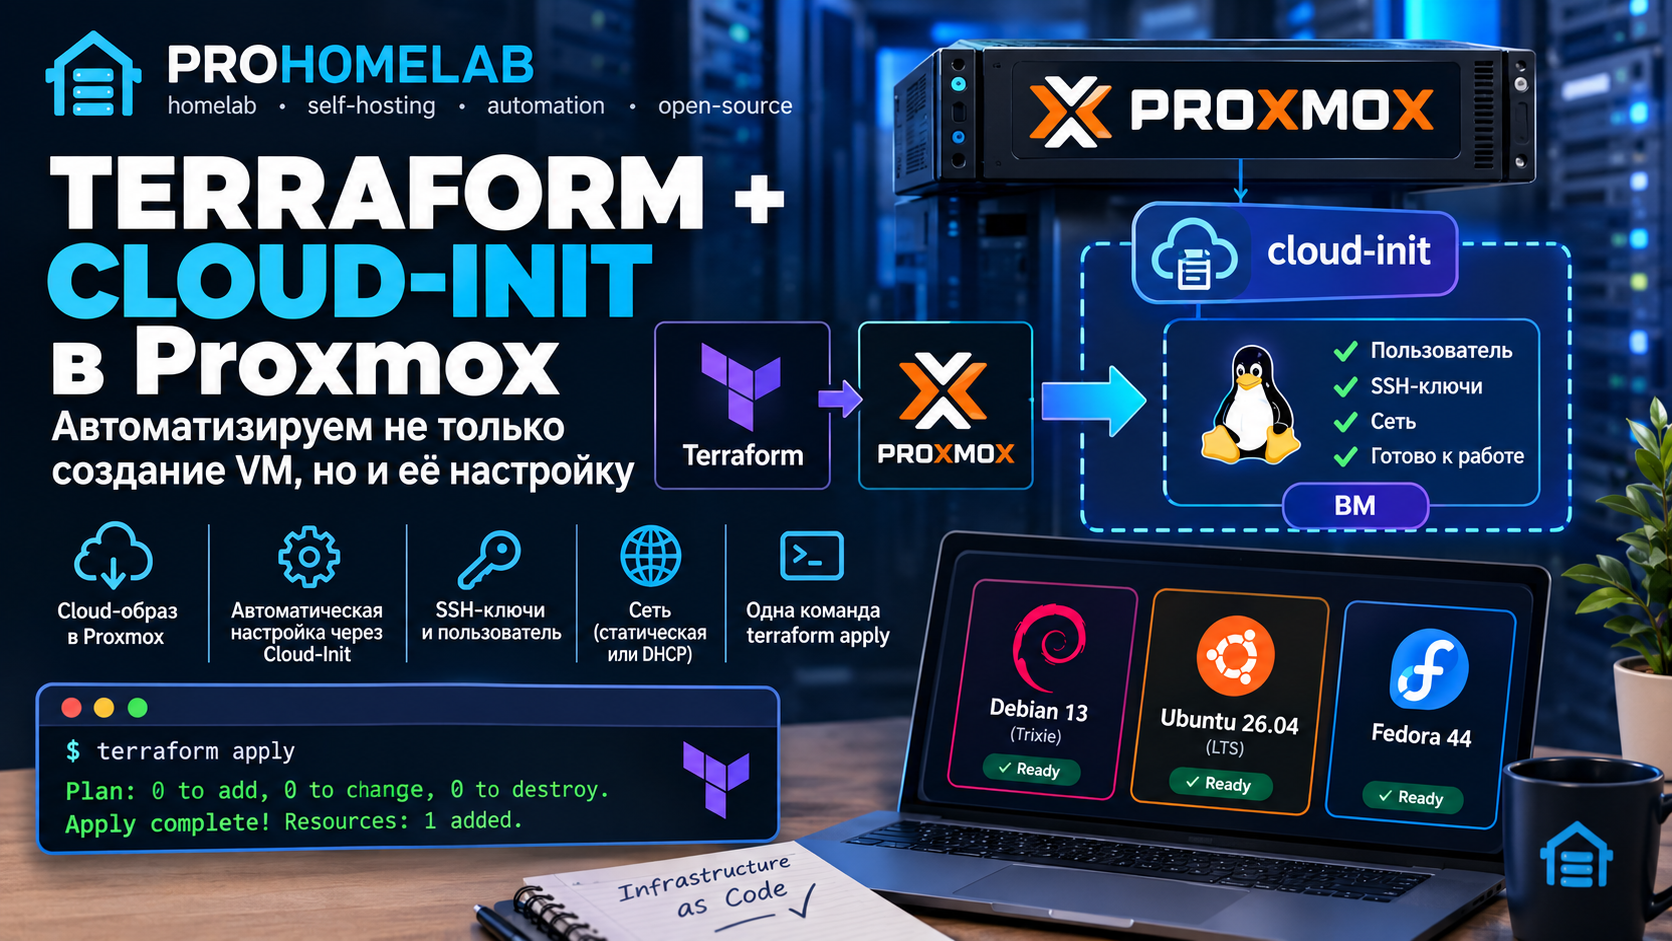 PROHOMELAB
homelab • self-hosting • automation • open-source
TERRAFORM +
CLOUD-INIT
в Proxmox
Автоматизируем не только
создание VM, но и её настройку
Cloud-образ
в Proxmox
Автоматическая
настройка через
Cloud-Init
SSH-ключи
и пользователь
Сеть
(статическая
или DHCP)
Одна команда
terraform apply
$ terraform apply
Plan: 0 to add, 0 to change, 0 to destroy.
Apply complete! Resources: 1 added.
Infrastructure
as Code
PROXMOX
cloud-init
Terraform
PROXMOX
Пользователь
SSH-ключи
Сеть
Готово к работе
ВМ
Debian 13
(Trixie)
Ready
Ubuntu 26.04
(LTS)
Ready
Fedora 44
Ready